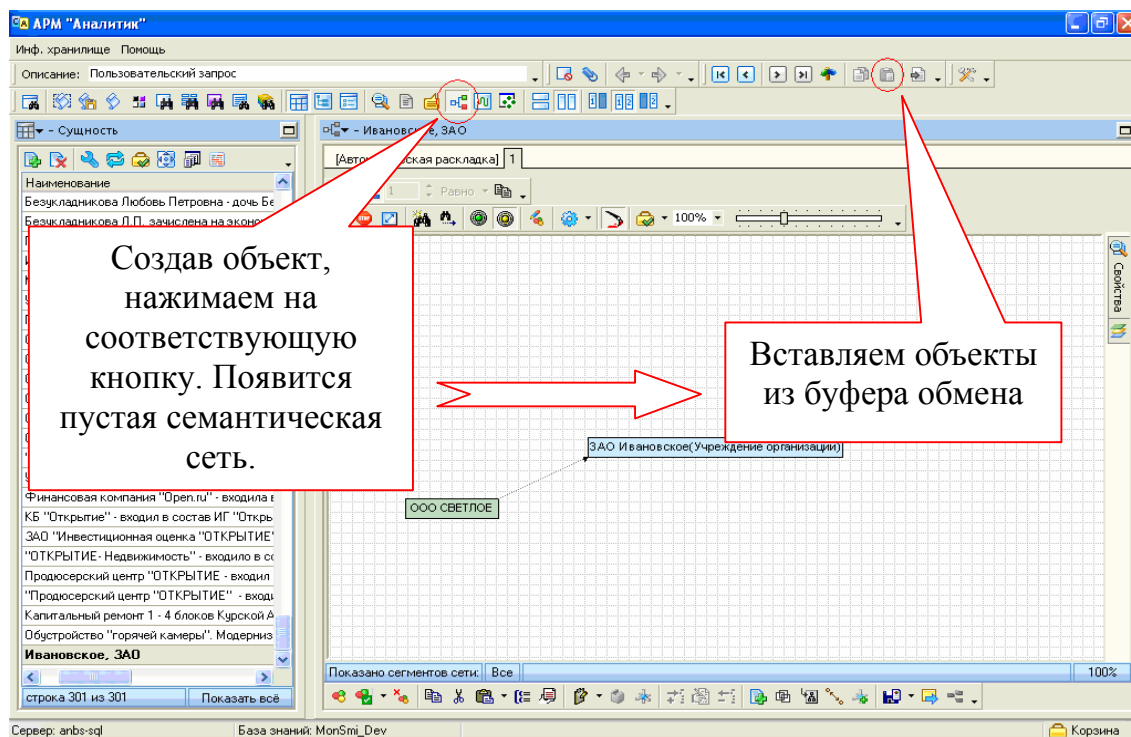 АРМ "Аналитик"
Инф. хранилище Помощь
Описание: Пользовательский запрос
- Сущность
- Ивановское, ЗАО
1
1 Равно
100%
Наименование
Безукладникова Любовь Петровна - дочь Бе
Безукладникова Л.П. зачислена на
Создав объект,
нажимаем на
соответствующую
кнопку. Появится
пустая семантическая
сеть.
Вставляем объекты
из буфера обмена
Свойства
ЗАО Ивановское(Учреждение организации)
ООО СВЕТЛОЕ
Финансовая компания "Open.ru" - входила в
КБ "Открытие" - входил в состав ИГ "Откры
ЗАО "Инвестиционная оценка "ОТКРЫТИЕ"
"ОТКРЫТИЕ- Недвижимость" - входило в со
Продюсерский центр "ОТКРЫТИЕ - входил
"Продюсерский центр "ОТКРЫТИЕ" - входи
Капитальный ремонт 1 - 4 блоков Курской А
Обустройство "горячей камеры". Модерниз
Ивановское, ЗАО
строка 301 из 301 Показать всё
Показано сегментов сети: Все 100%
Сервер: anbs-sql База знаний: MonSmi_Dev Корзина